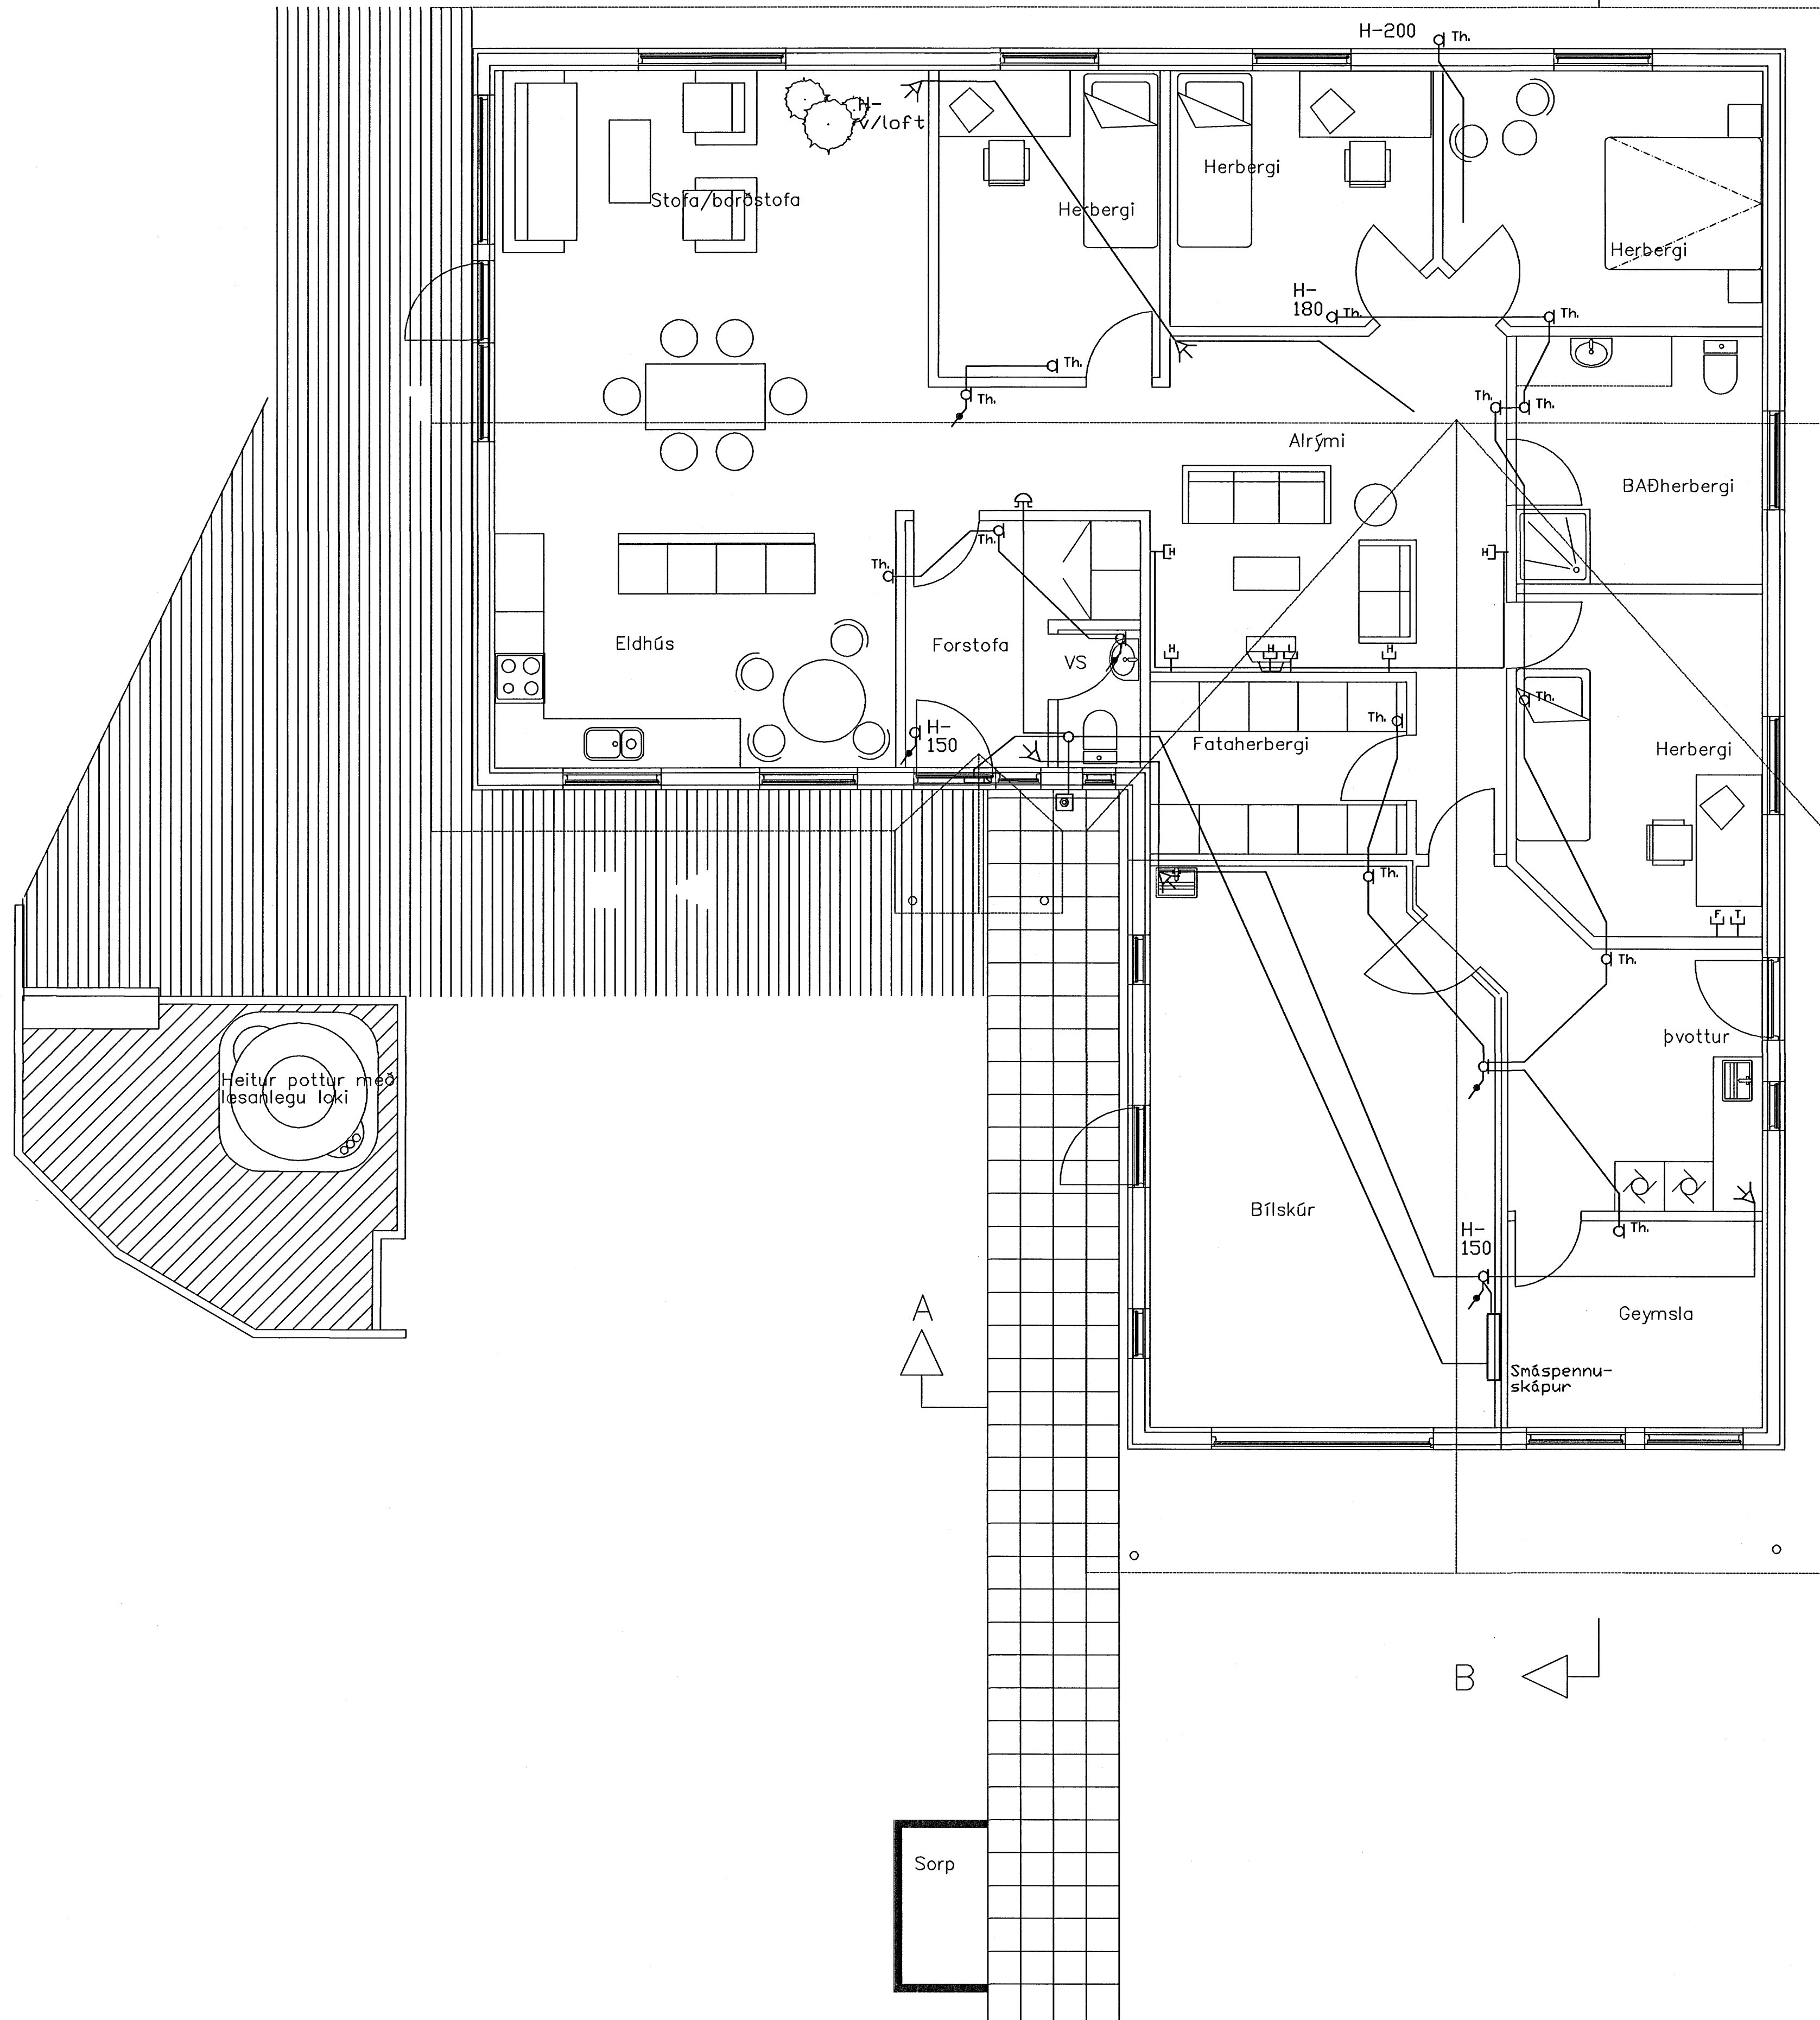 H-200
Th.
H-
v/loft
Stofa/borðstofa
Herbergi
Herbergi
Herbergi
H-
180
Th.
Th.
Th.
Th.
Th.
Th.
Alrými
BAÐherbergi
Th.
Th.
H
H
Eldhús
Forstofa
VS
H
H
L
H
Th.
Th.
H-
150
Fataherbergi
Herbergi
Th.
F
T
Th.
Þvottur
Heitur pottur með
læsanlegu loki
Bílskúr
H-
150
Th.
A
Geymsla
Smáspennu-
skápur
B
Sorp